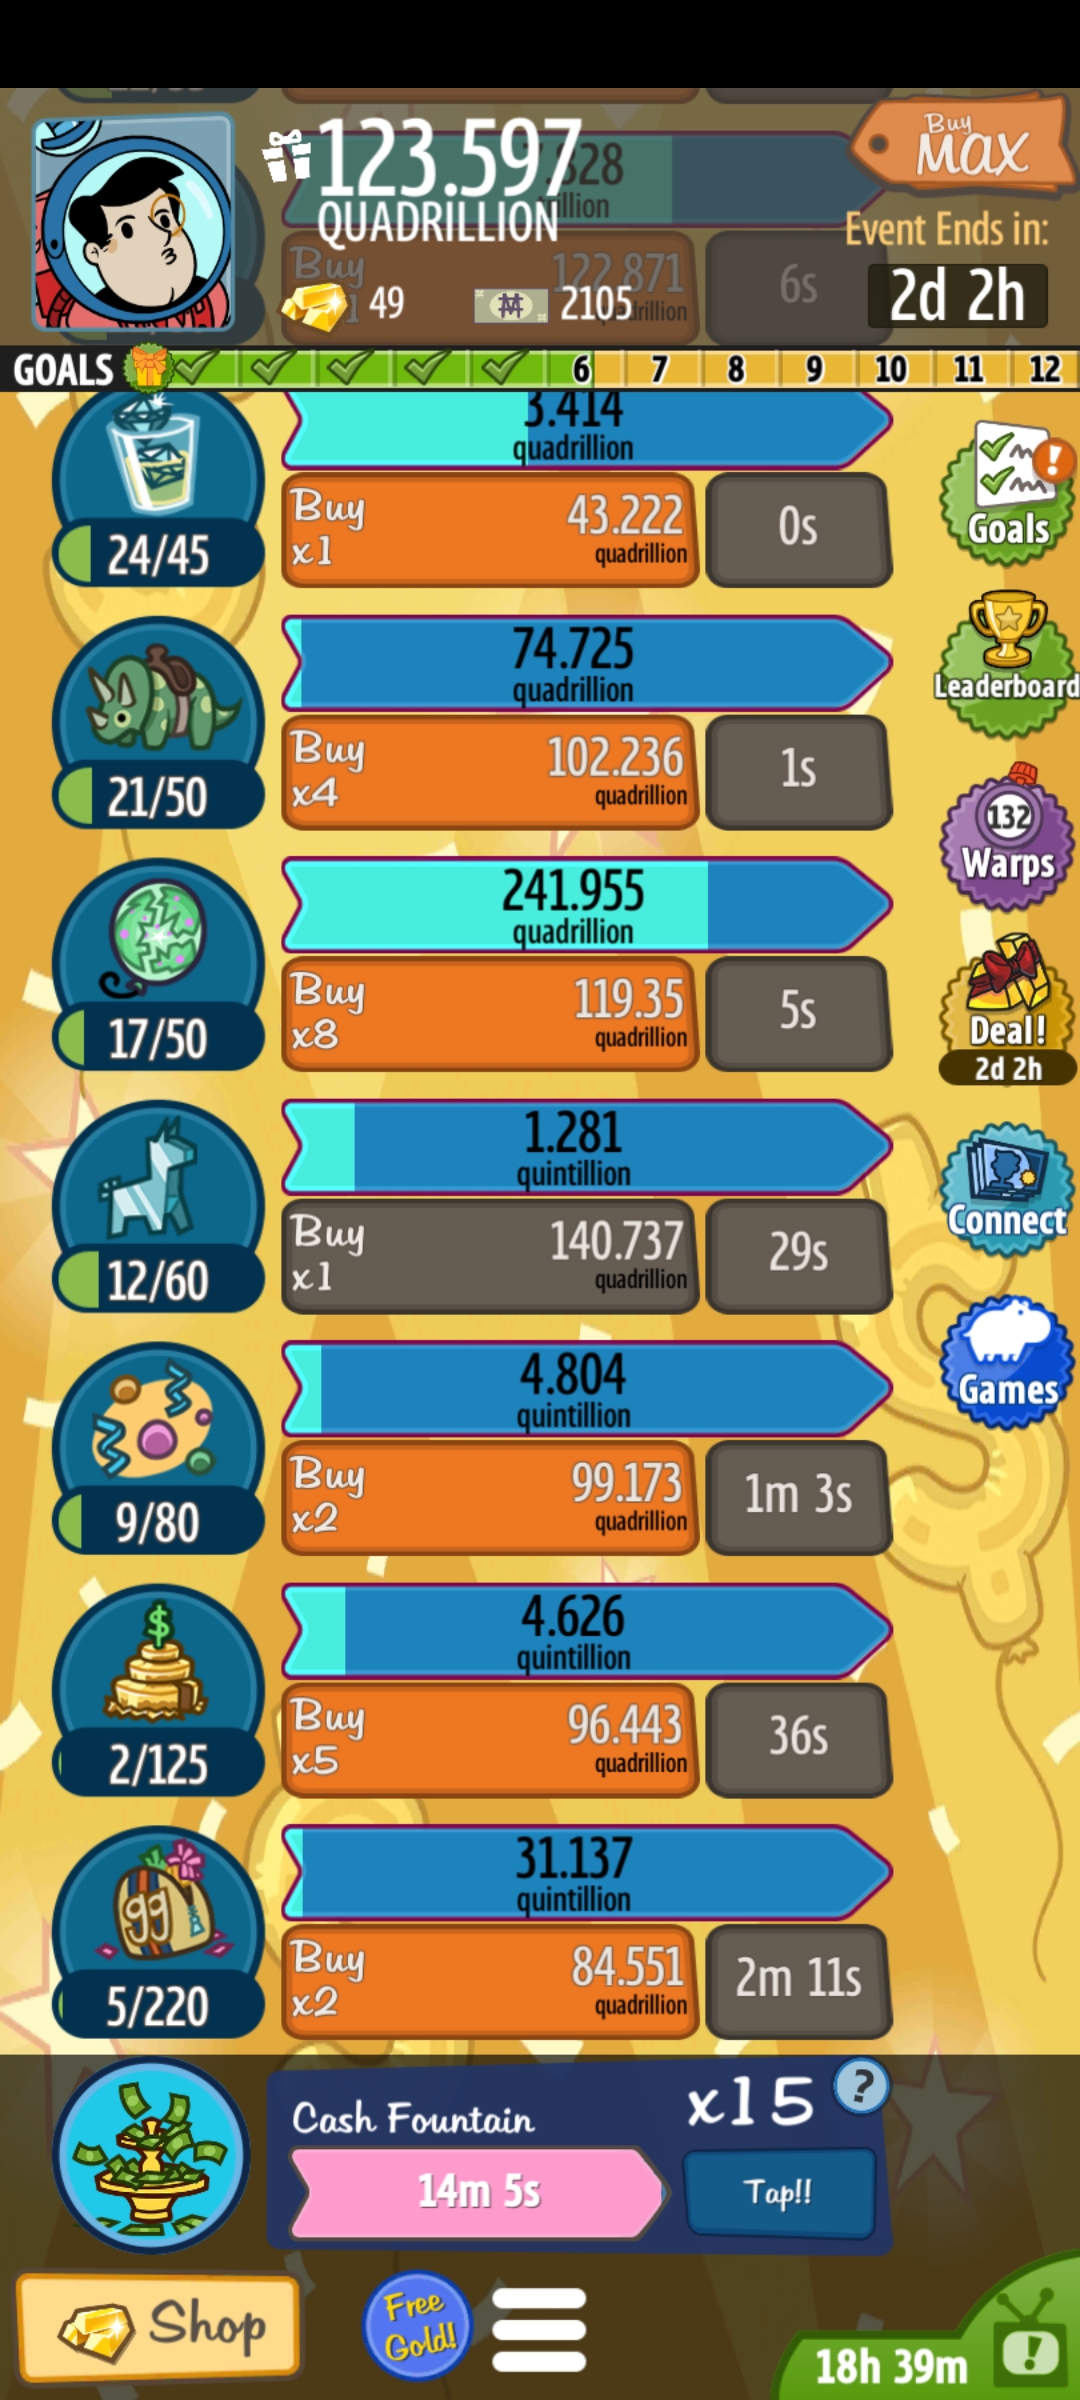 Buy
MAX
123.597
QUADRILLION
Event Ends in:
Buy
122.871
6s
49
2105
2d 2h
GOALS
6
7
8
9
10
11
12
3.414
quadrillion
24/45
Buy
x1
43.222
quadrillion
0s
Goals
74.725
quadrillion
21/50
Buy
x4
102.236
quadrillion
1s
Leaderboard
132
Warps
241.955
quadrillion
17/50
Buy
x8
119.35
quadrillion
5s
Deal!
2d 2h
1.281
quintillion
12/60
Buy
x1
140.737
quadrillion
29s
Connect
4.804
quintillion
9/80
Buy
x2
99.173
quadrillion
1m 3s
Games
$
4.626
quintillion
2/125
Buy
x5
96.443
quadrillion
36s
99
31.137
quintillion
5/220
Buy
x2
84.551
quadrillion
2m 11s
Cash Fountain
x15
?
14m 5s
Tap!!
Shop
Free
Gold!
18h 39m